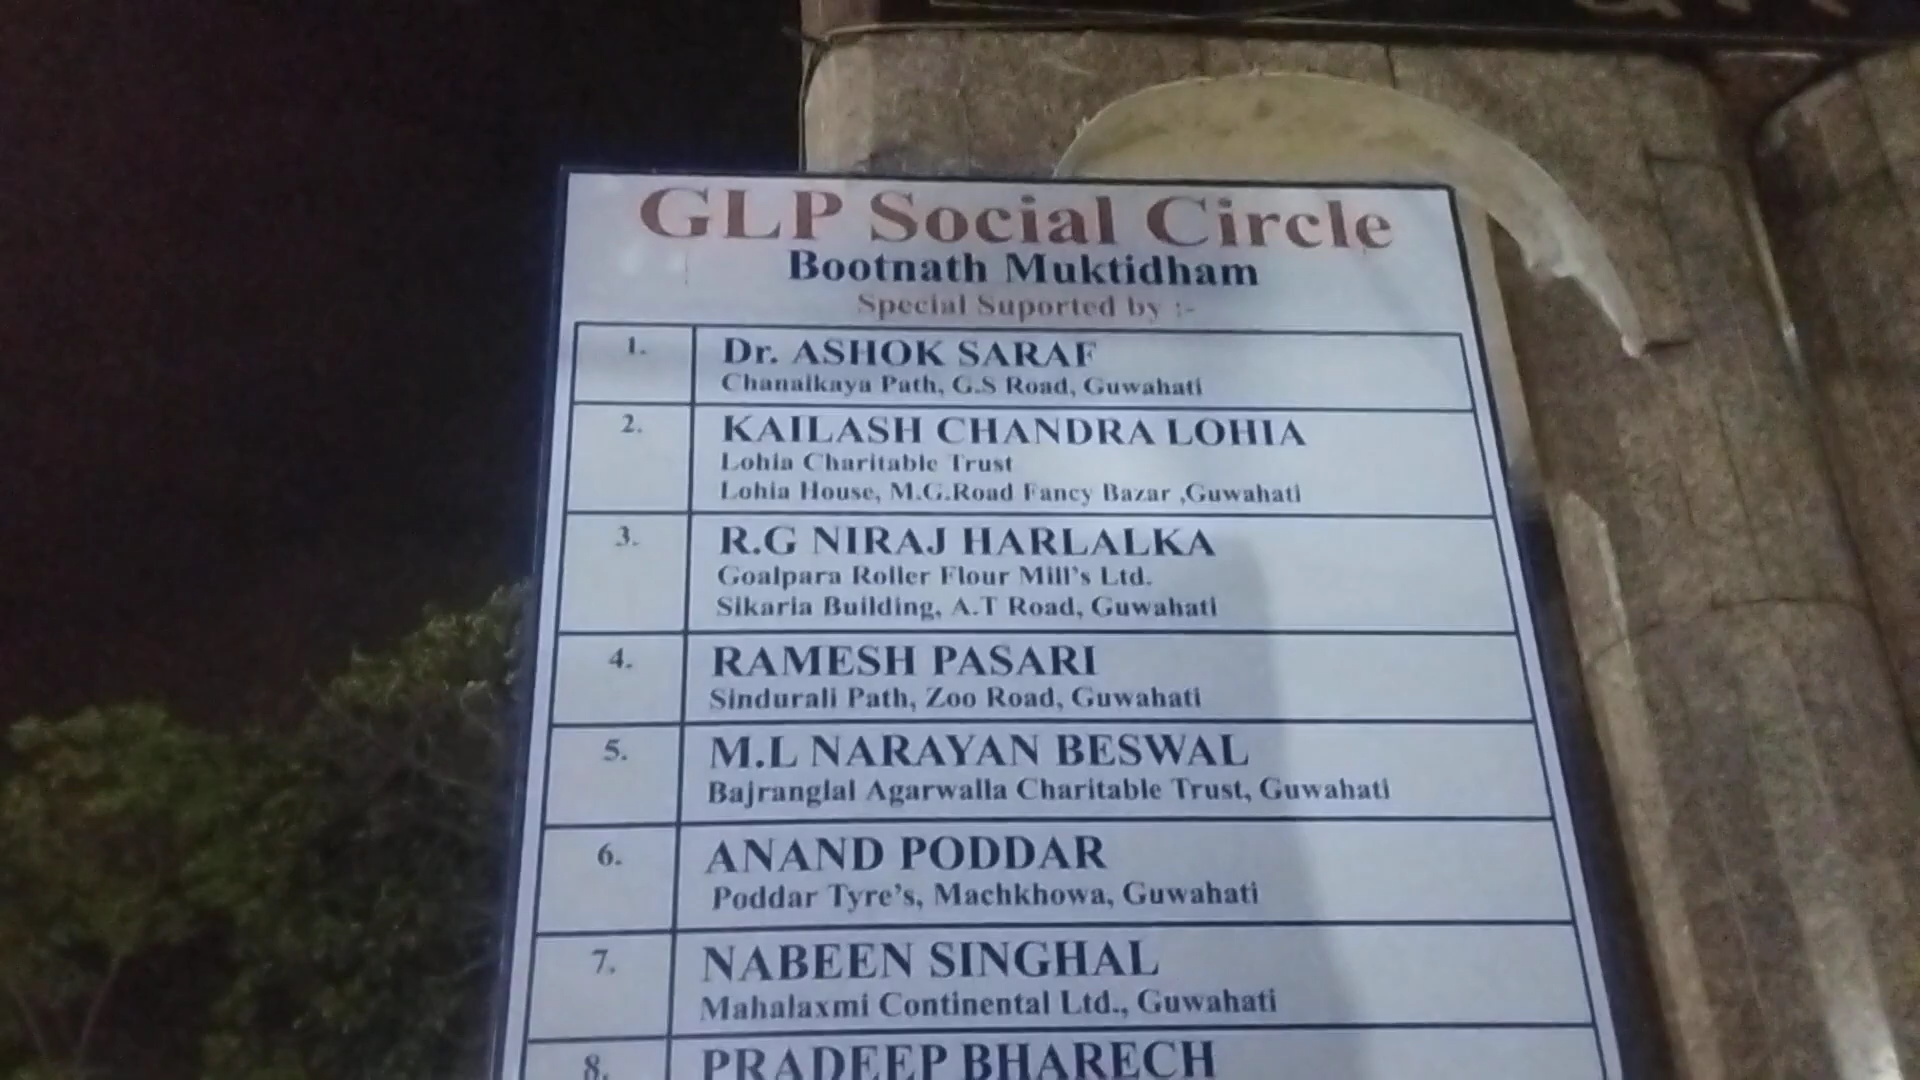 GLP Social Circle
Bootnath Muktidham
Special Suported by :-
1. Dr. ASHOK SARAF
Chanaikaya Path, G.S Road, Guwahati
2. KAILASH CHANDRA LOHIA
Lohia Charitable Trust
Lohia House, M.G.Road Fancy Bazar ,Guwahati
3. R.G NIRAJ HARLALKA
Goalpara Roller Flour Mill's Ltd.
Sikaria Building, A.T Road, Guwahati
4. RAMESH PASARI
Sindurali Path, Zoo Road, Guwahati
5. M.L NARAYAN BESWAL
Bajranglal Agarwalla Charitable Trust, Guwahati
6. ANAND PODDAR
Poddar Tyre's, Machkhowa, Guwahati
7. NABEEN SINGHAL
Mahalaxmi Continental Ltd., Guwahati
8. PRADEEP BHARECH